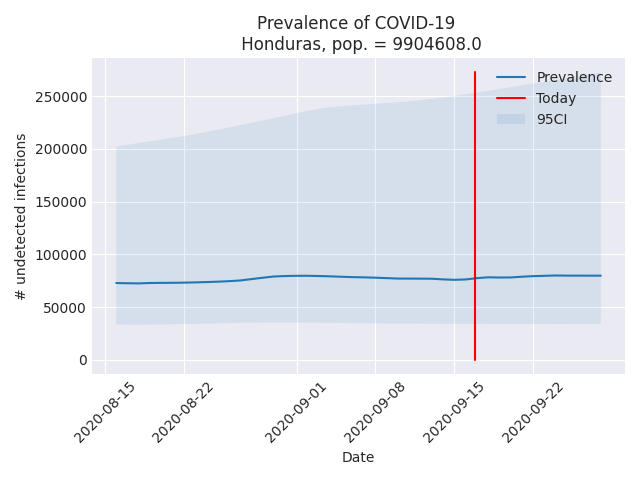 Prevalence of COVID-19
Honduras, pop. = 9904608.0
Prevalence
Today
95CI
# undetected infections
250000
200000
150000
100000
50000
0
2020-08-15
2020-08-22
2020-09-01
2020-09-08
2020-09-15
2020-09-22
Date